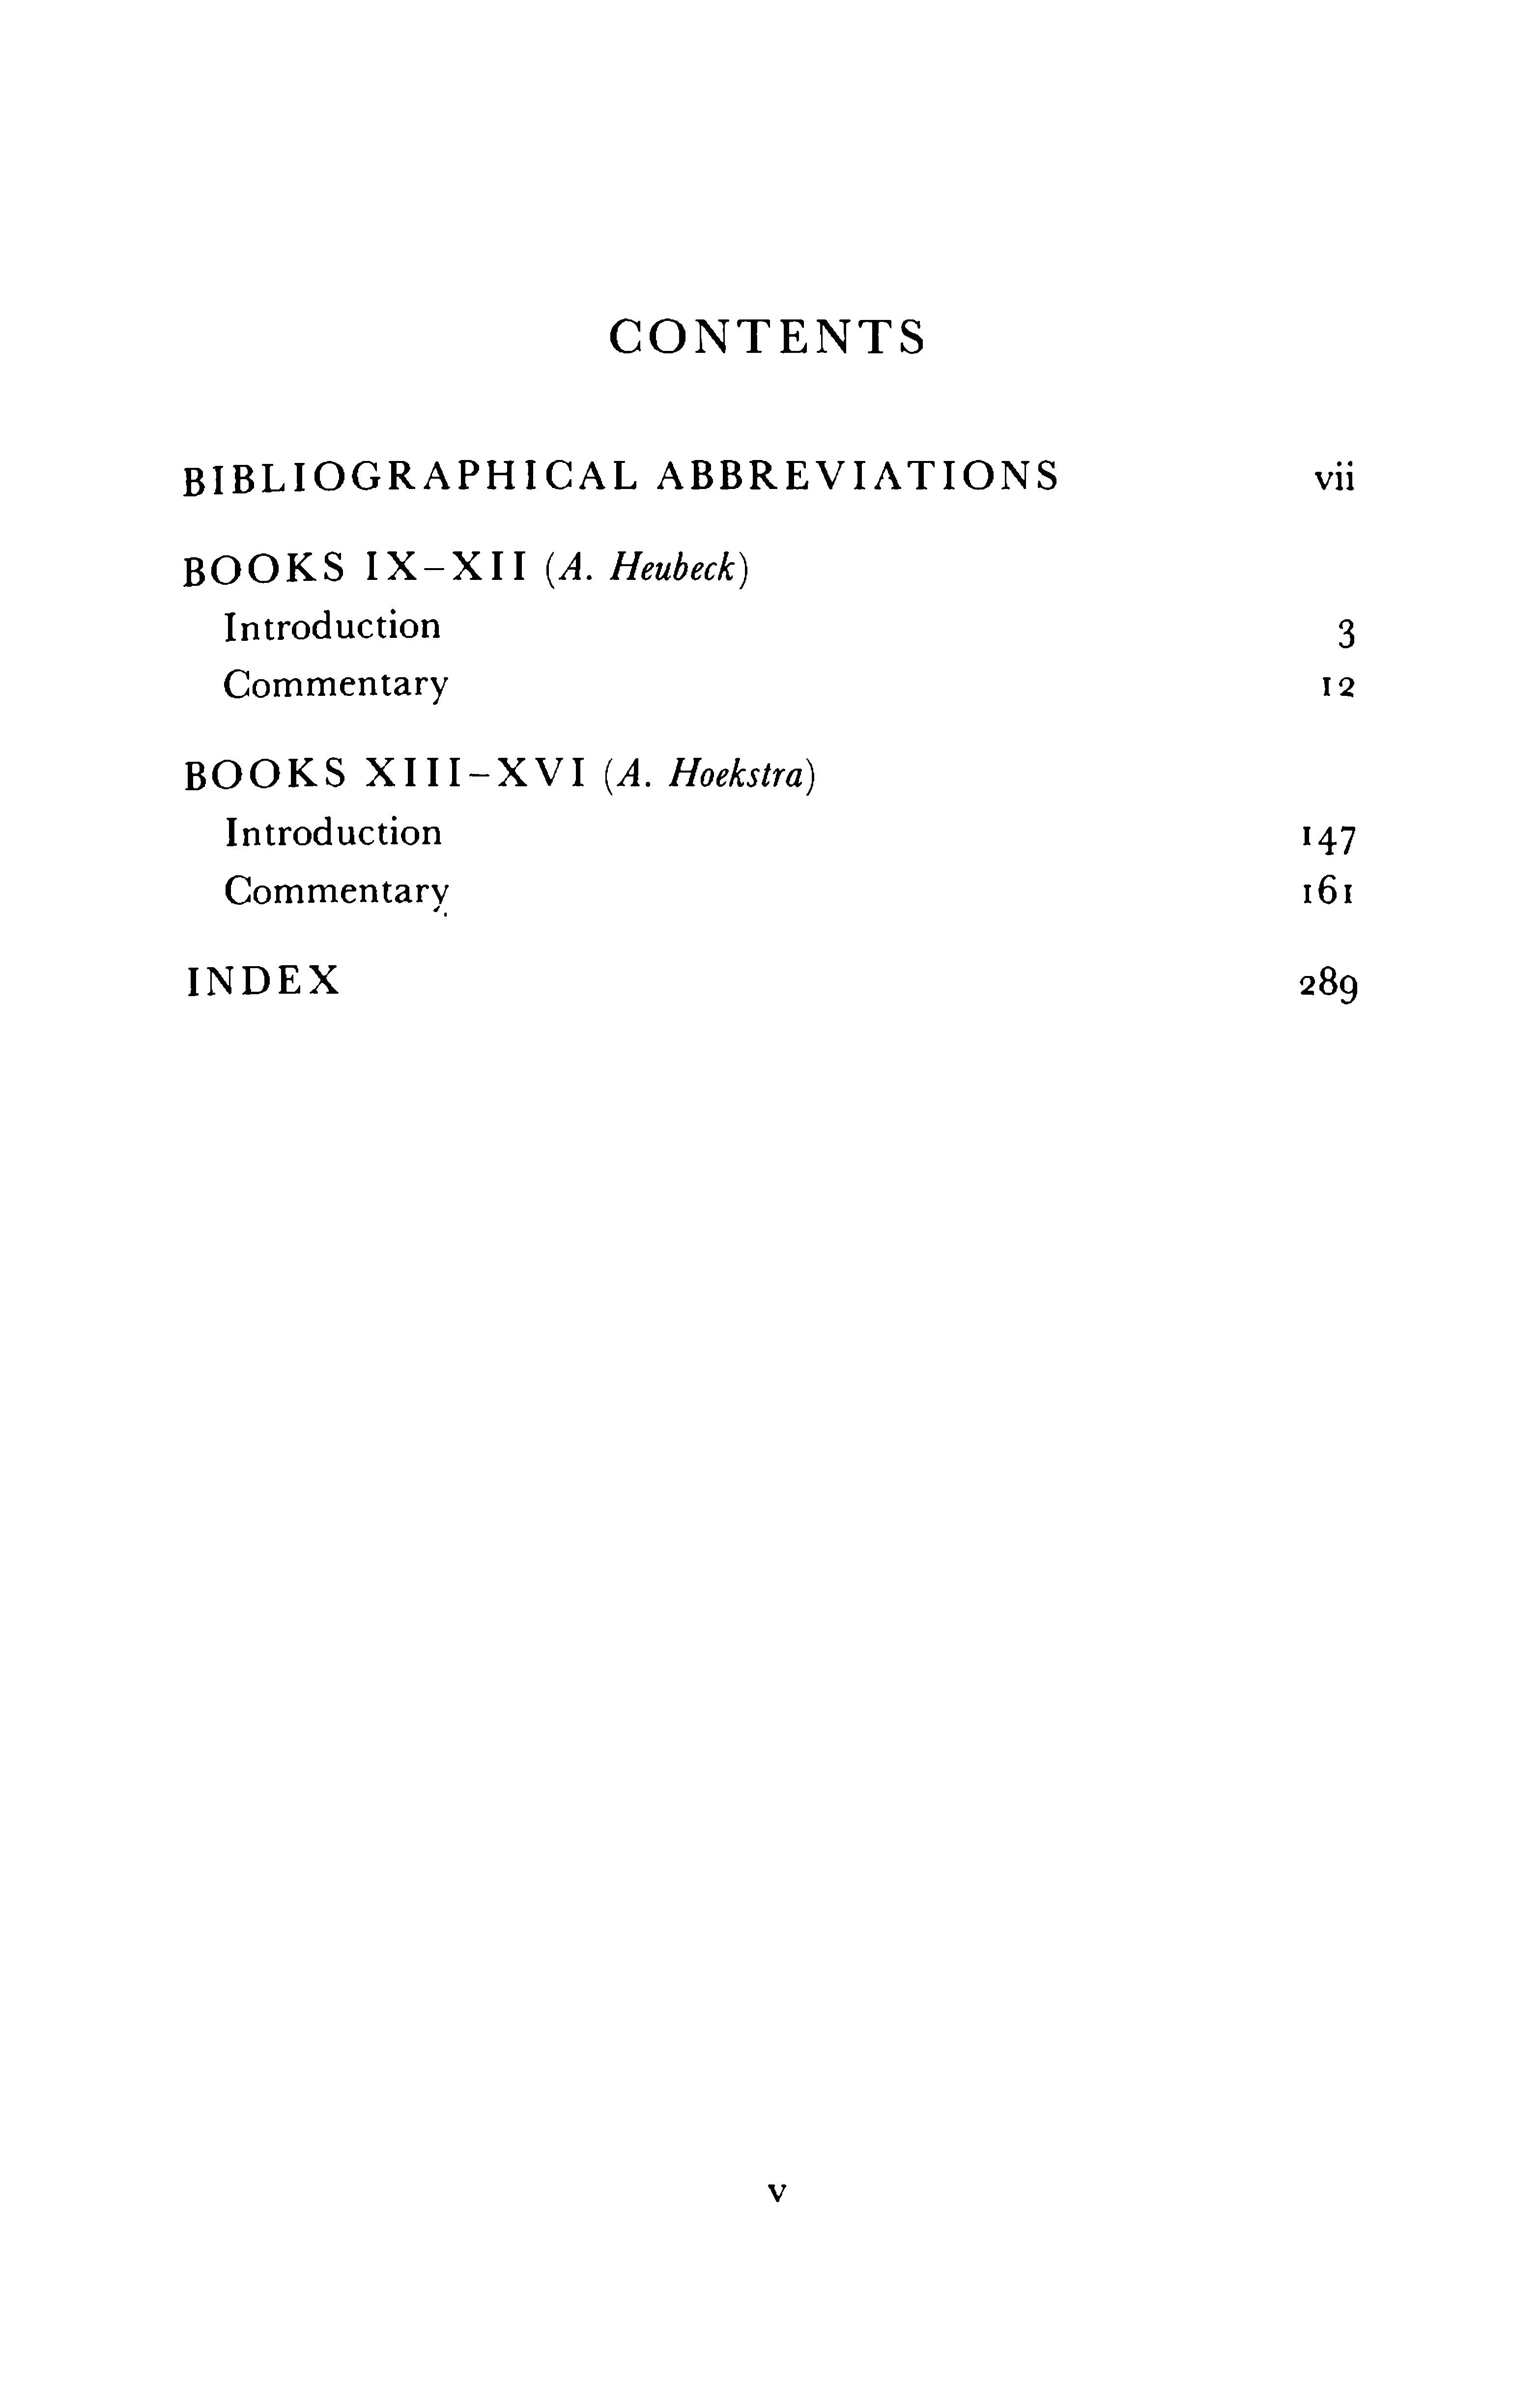 CONTENTS
BIBLIOGRAPHICAL ABBREVIATIONS vii
BOOKS IX–XII (A. Heubeck)
Introduction 3
Commentary 12
BOOKS XIII–XVI (A. Hoekstra)
Introduction 147
Commentary 161
INDEX 289
v